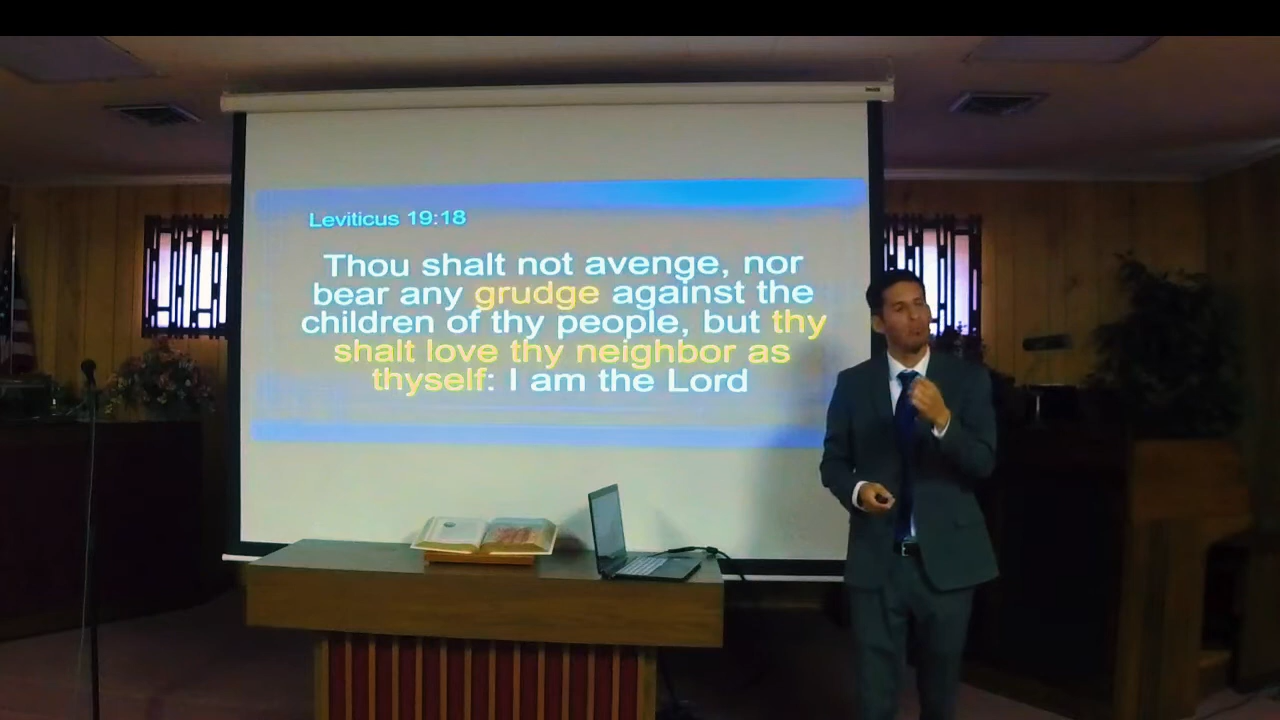 Leviticus 19:18
Thou shalt not avenge, nor
bear any grudge against the
children of thy people, but thy
shalt love thy neighbor as
thyself: I am the Lord